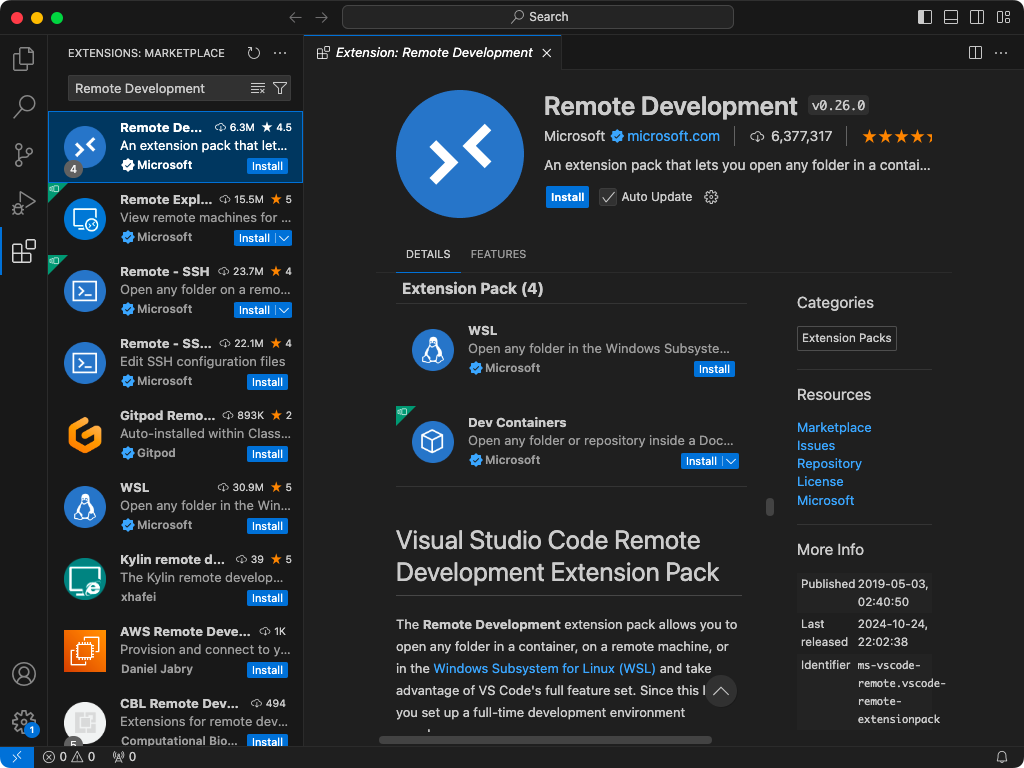 Search
EXTENSIONS: MARKETPLACE
Remote Development
Remote De... 6.3M 4.5
An extension pack that let...
Microsoft Install
4
Remote Expl... 15.5M 5
View remote machines for ...
Microsoft Install
Remote - SSH 23.7M 4
Open any folder on a remo...
Microsoft Install
Remote - SS... 22.1M 4
Edit SSH configuration files
Microsoft Install
Gitpod Remo... 893K 2
Auto-installed within Class...
Gitpod Install
WSL 30.9M 5
Open any folder in the Win...
Microsoft Install
Kylin remote d... 39 5
The Kylin remote develop...
xhafei Install
AWS Remote Deve... 1K
Provision and connect to y...
Daniel Jabry Install
CBL Remote Dev... 494
Extensions for remote dev...
Computational Bio... Install
5
Extension: Remote Development
Remote Development v0.26.0
Microsoft microsoft.com 6,377,317
An extension pack that lets you open any folder in a contai...
Install Auto Update
DETAILS FEATURES
Extension Pack (4)
WSL
Open any folder in the Windows Subsyste...
Microsoft Install
Dev Containers
Open any folder or repository inside a Doc...
Microsoft Install
Visual Studio Code Remote
Development Extension Pack
The Remote Development extension pack allows you to
open any folder in a container, on a remote machine, or
in the Windows Subsystem for Linux (WSL) and take
advantage of VS Code's full feature set. Since this
you set up a full-time development environment
Categories
Extension Packs
Resources
Marketplace
Issues
Repository
License
Microsoft
More Info
Published 2019-05-03,
02:40:50
Last 2024-10-24,
released 22:02:38
Identifier ms-vscode-
remote.vscode-
remote-
extensionpack
1
0 0 0